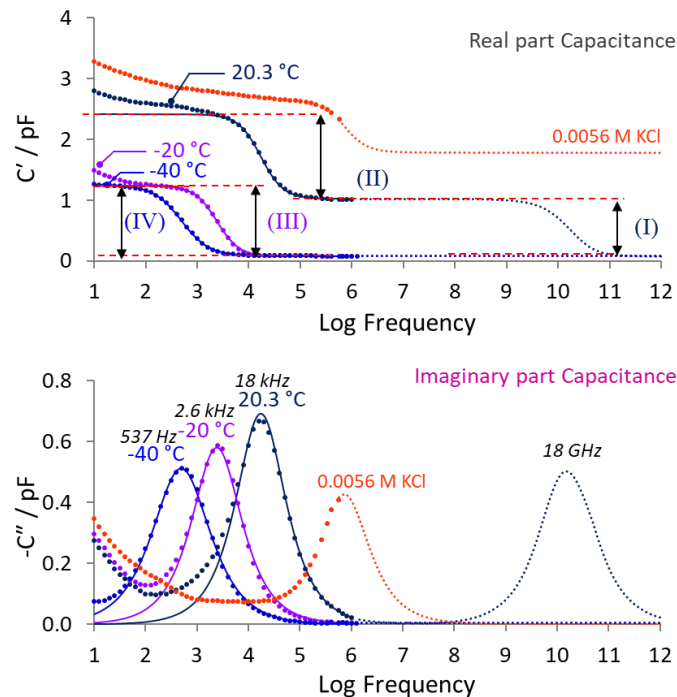 4
Real part Capacitance
20.3 °C
3
C′ / pF
2
0.0056 M KCl
-20 °C
(II)
-40 °C
1
(IV)
(III)
(I)
0
1 2 3 4 5 6 7 8 9 10 11 12
Log Frequency
0.8
18 kHz
Imaginary part Capacitance
2.6 kHz
20.3 °C
537 Hz
-20 °C
-40 °C
18 GHz
0.6
0.0056 M KCl
-C″ / pF
0.4
0.2
0.0
1 2 3 4 5 6 7 8 9 10 11 12
Log Frequency